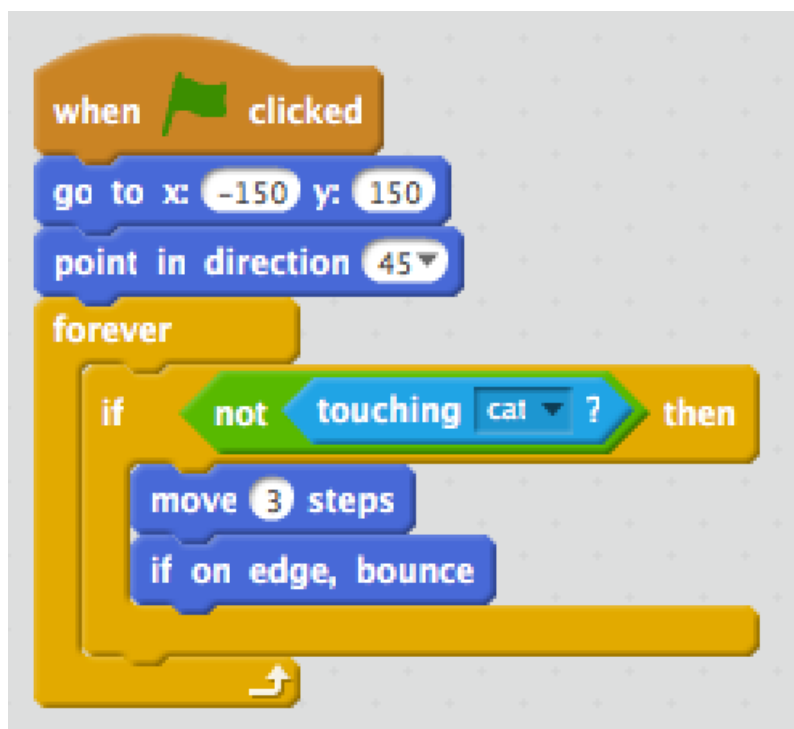 when clicked
go to x: -150 y: 150
point in direction 45
forever
if not touching cat ? then
move 3 steps
if on edge, bounce